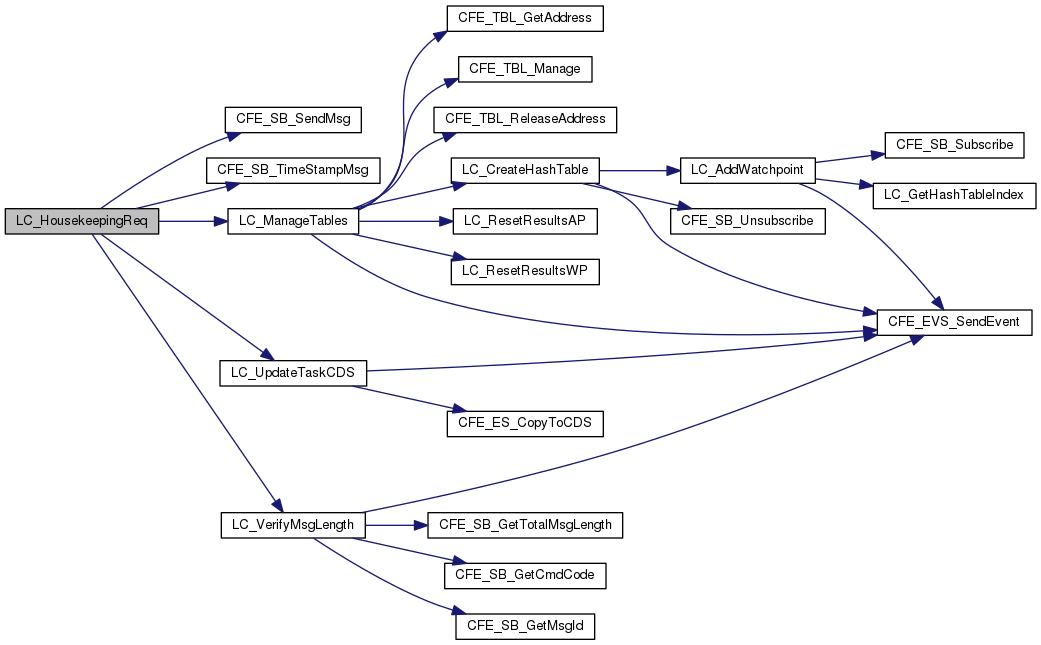 CFE_TBL_GetAddress
CFE_TBL_Manage
CFE_SB_SendMsg
CFE_TBL_ReleaseAddress
CFE_SB_Subscribe
CFE_SB_TimeStampMsg
LC_CreateHashTable
LC_AddWatchpoint
LC_GetHashTableIndex
LC_HousekeepingReq
LC_ManageTables
LC_ResetResultsAP
CFE_SB_Unsubscribe
LC_ResetResultsWP
CFE_EVS_SendEvent
LC_UpdateTaskCDS
CFE_ES_CopyToCDS
LC_VerifyMsgLength
CFE_SB_GetTotalMsgLength
CFE_SB_GetCmdCode
CFE_SB_GetMsgId